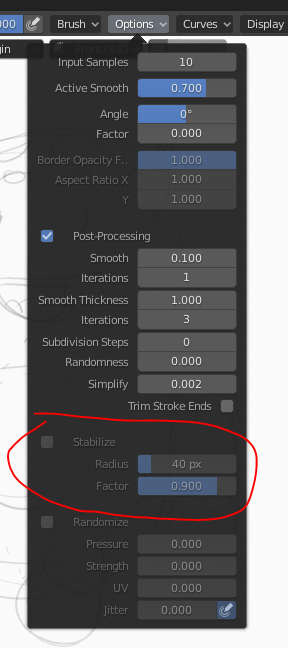 000 Brush Options Curves Display
gin Front (X-Z)
Input Samples 10
Active Smooth 0.700
Angle 0°
Factor 0.000
Border Opacity F.. 1.000
Aspect Ratio X 1.000
Y 1.000
Post-Processing
Smooth 0.100
Iterations 1
Smooth Thickness 1.000
Iterations 3
Subdivision Steps 0
Randomness 0.000
Simplify 0.002
Trim Stroke Ends
Stabilize
Radius 40 px
Factor 0.900
Randomize
Pressure 0.000
Strength 0.000
UV 0.000
Jitter 0.000